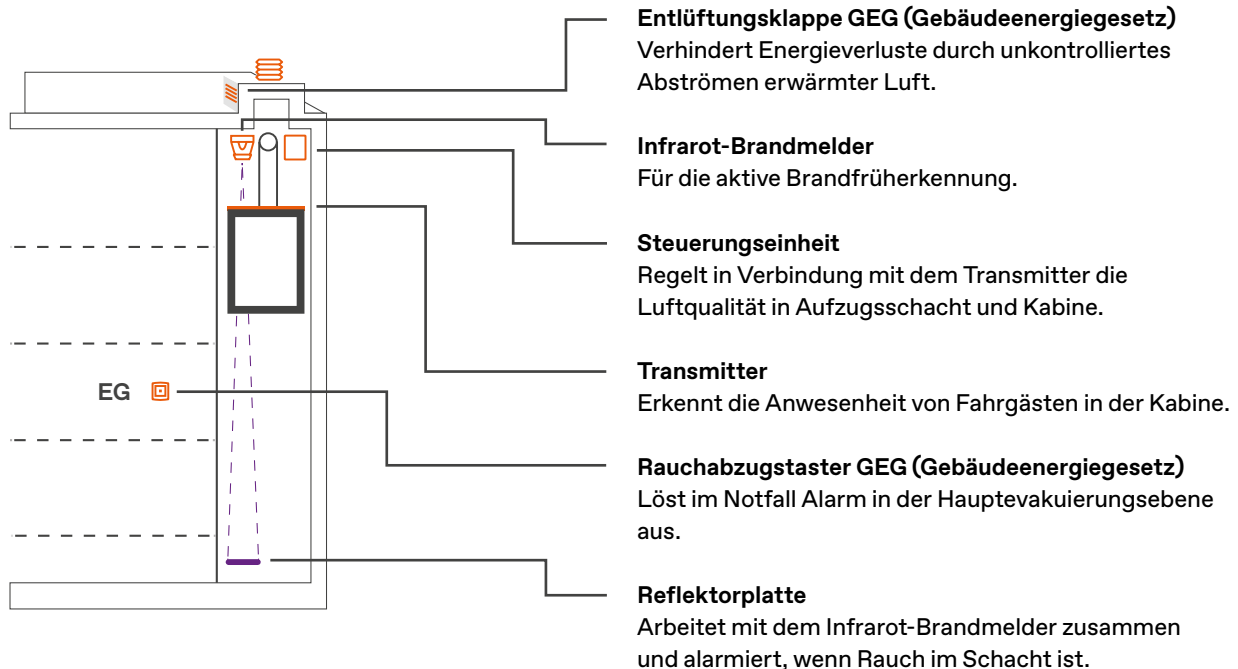 Entlüftungsklappe GEG (Gebäudeenergiegesetz)
Verhindert Energieverluste durch unkontrolliertes
Abströmen erwärmter Luft.
Infrarot-Brandmelder
Für die aktive Brandfrüherkennung.
Steuerungseinheit
Regelt in Verbindung mit dem Transmitter die
Luftqualität in Aufzugsschacht und Kabine.
Transmitter
Erkennt die Anwesenheit von Fahrgästen in der Kabine.
EG
Rauchabzugstaster GEG (Gebäudeenergiegesetz)
Löst im Notfall Alarm in der Hauptevakuierungsebene
aus.
Reflektorplatte
Arbeitet mit dem Infrarot-Brandmelder zusammen
und alarmiert, wenn Rauch im Schacht ist.